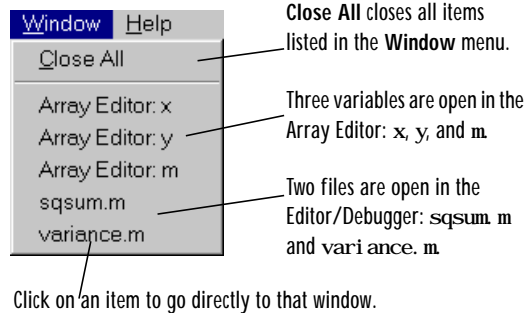 Window Help
Close All
Array Editor: x
Array Editor: y
Array Editor: m
sqsum.m
variance.m
Close All closes all items
listed in the Window menu.
Three variables are open in the
Array Editor: x, y, and m.
Two files are open in the
Editor/Debugger: sqsum.m
and variance.m.
Click on an item to go directly to that window.